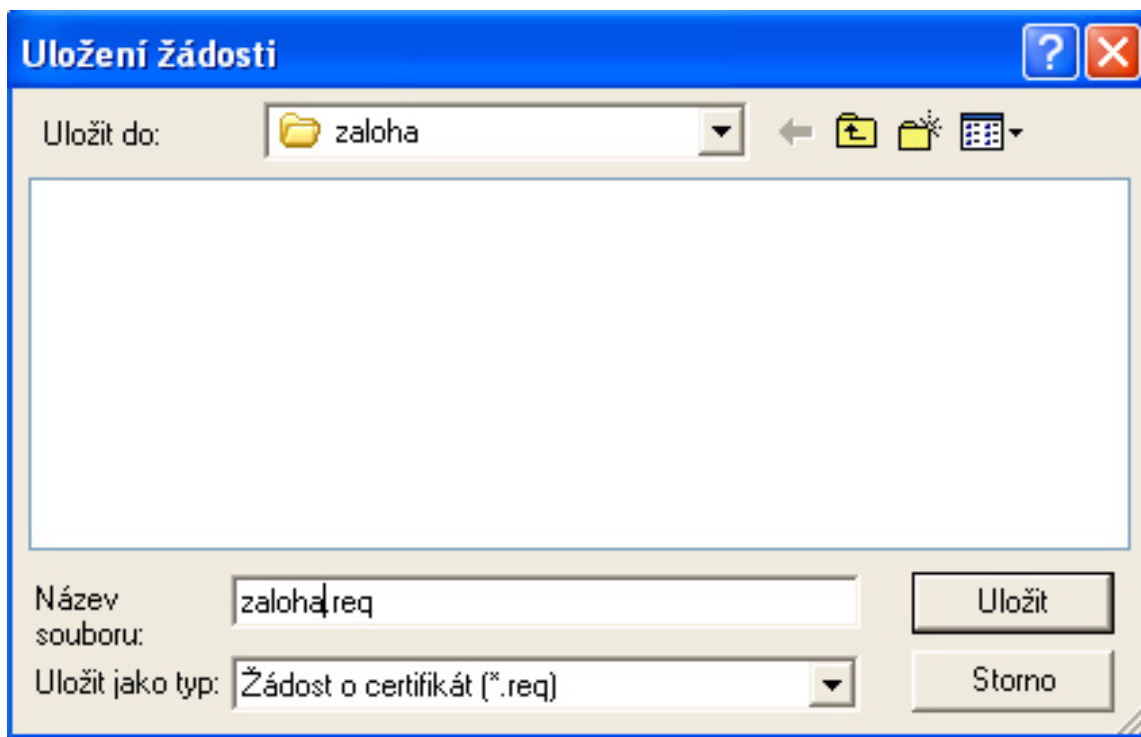 Uložení žádosti
Uložit do: zaloha
Název souboru: zaloha.req
Uložit
Uložit jako typ: Žádost o certifikát (*.req)
Storno